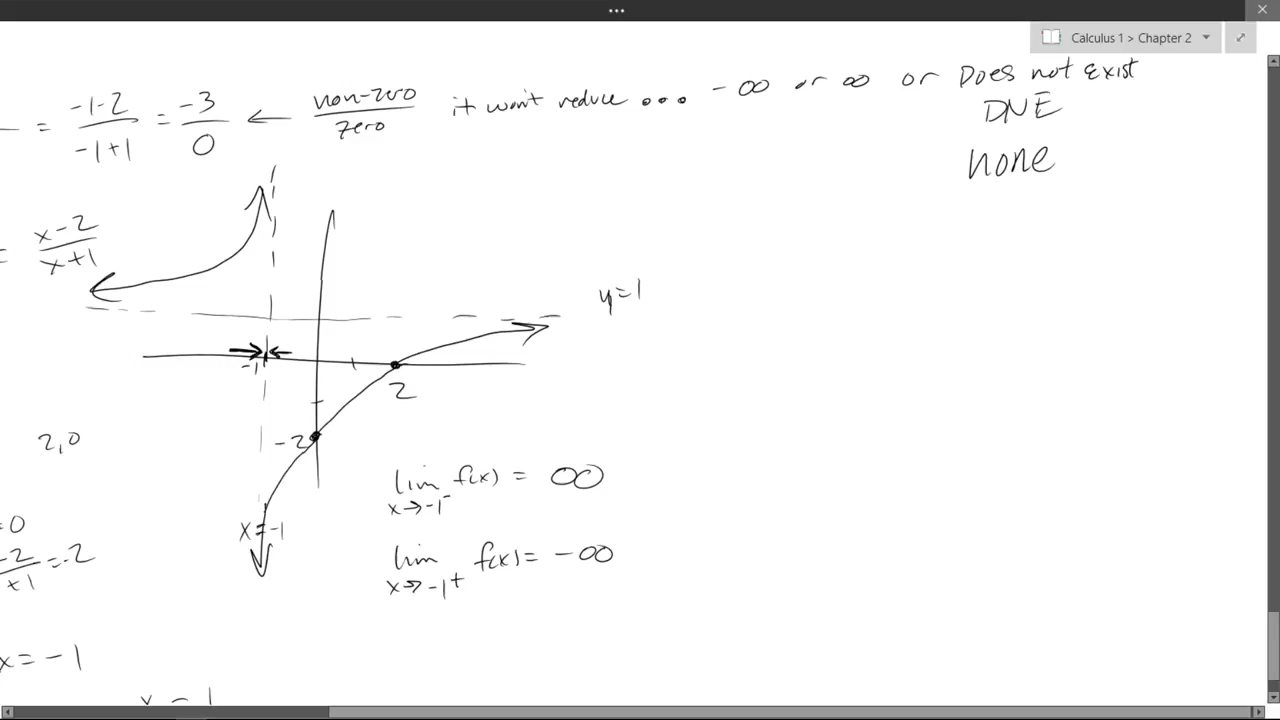 Calculus 1 > Chapter 2
= -1-2/-1+1 = -3/0 ← non-zero/zero it won't reduce ... -∞ or ∞ or Does not Exist
DNE
none
= x-2/x+1
y=1
-1
2
-2
2,0
lim x→-1⁻ f(x) = ∞
=0
x=-1
-2/+1 =-2
lim x→-1⁺ f(x) = -∞
x = -1